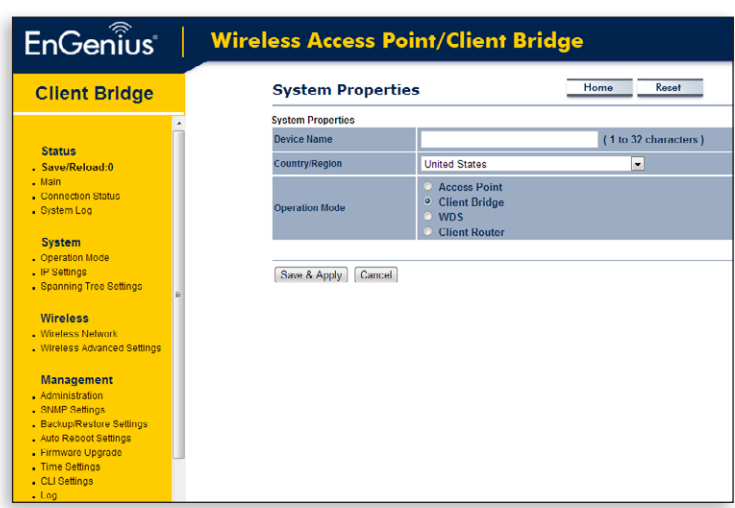 EnGenius®
Wireless Access Point/Client Bridge
Client Bridge
Status
Save/Reload:0
Main
Connection Status
System Log
System
Operation Mode
IP Settings
Spanning Tree Settings
Wireless
Wireless Network
Wireless Advanced Settings
Management
Administration
SNMP Settings
Backup/Restore Settings
Auto Reboot Settings
Firmware Upgrade
Time Settings
CLI Settings
Log
System Properties
Home
Reset
System Properties
Device Name ( 1 to 32 characters )
Country/Region United States
Operation Mode
Access Point
Client Bridge
WDS
Client Router
Save & Apply Cancel